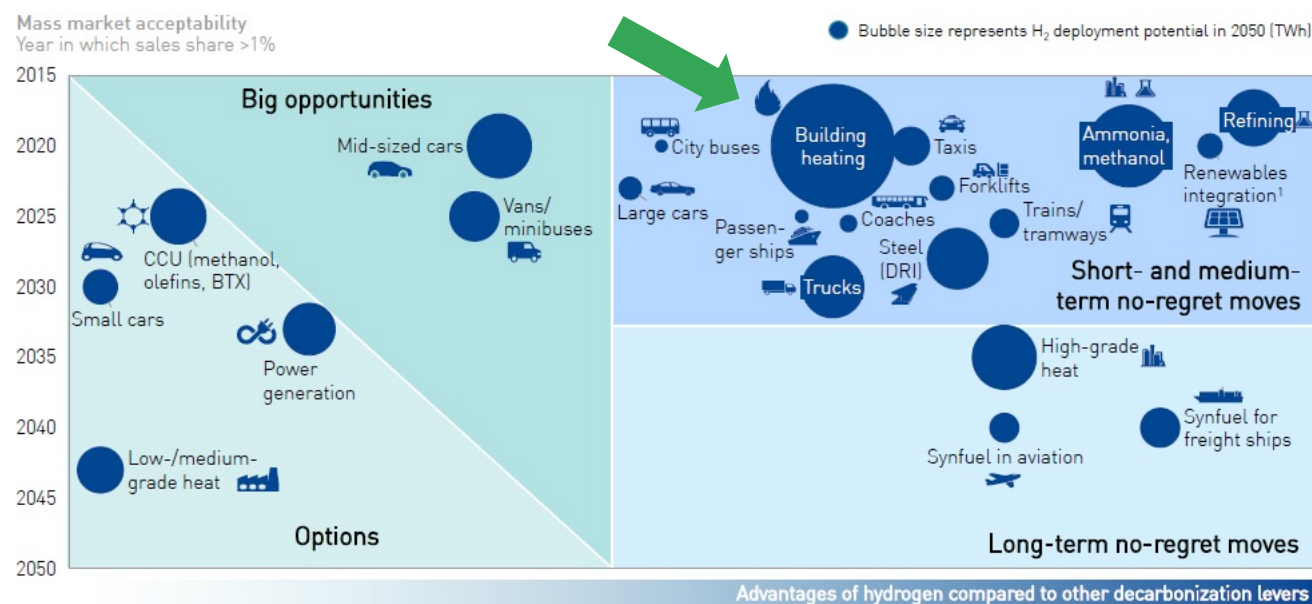 Mass market acceptability
Year in which sales share >1%
Bubble size represents H₂ deployment potential in 2050 (TWh)
2015
2020
2025
2030
2035
2040
2045
2050
Big opportunities
Mid-sized cars
Vans/
minibuses
CCU (methanol,
olefins, BTX)
Small cars
Power
generation
Low-/medium-
grade heat
Options
City buses
Building
heating
Taxis
Large cars
Forklifts
Passen-
ger ships
Coaches
Trains/
tramways
Steel
(DRI)
Trucks
Ammonia,
methanol
Refining
Renewables
integration¹
Short- and medium-
term no-regret moves
High-grade
heat
Synfuel in aviation
Synfuel for
freight ships
Long-term no-regret moves
Advantages of hydrogen compared to other decarbonization levers